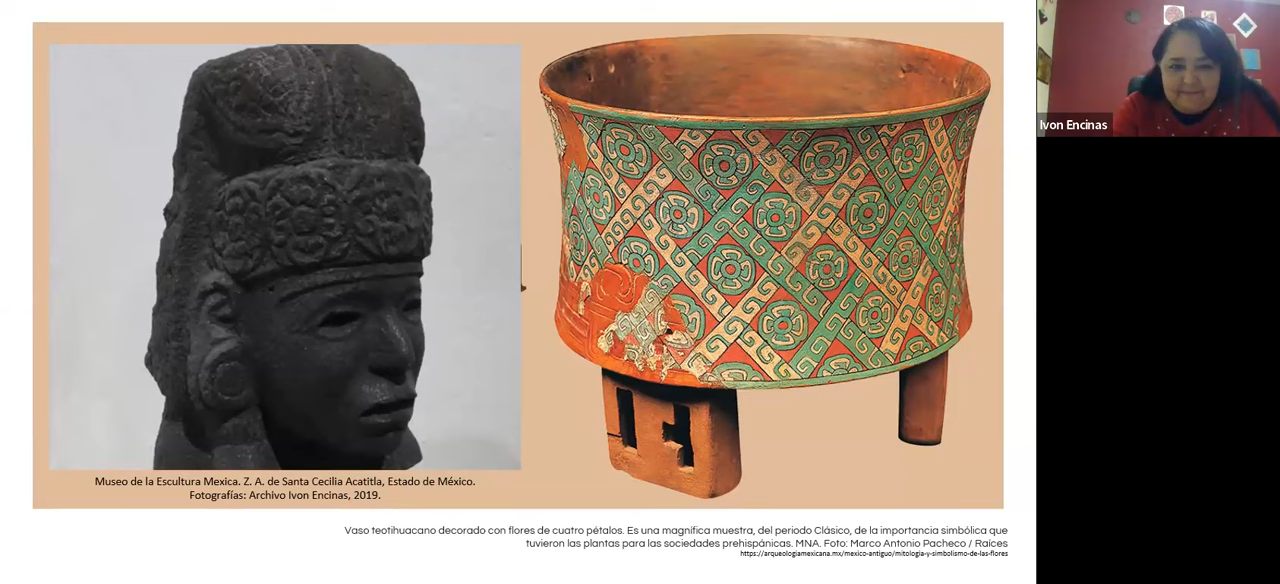 Ivon Encinas
Museo de la Escultura Mexica. Z. A. de Santa Cecilia Acatitla, Estado de México.
Fotografías: Archivo Ivon Encinas, 2019.
Vaso teotihuacano decorado con flores de cuatro pétalos. Es una magnífica muestra, del periodo Clásico, de la importancia simbólica que
tuvieron las plantas para las sociedades prehispánicas. MNA. Foto: Marco Antonio Pacheco / Raíces
https://arqueologiamexicana.mx/mexico-antiguo/mitologia-y-simbolismo-de-las-flores